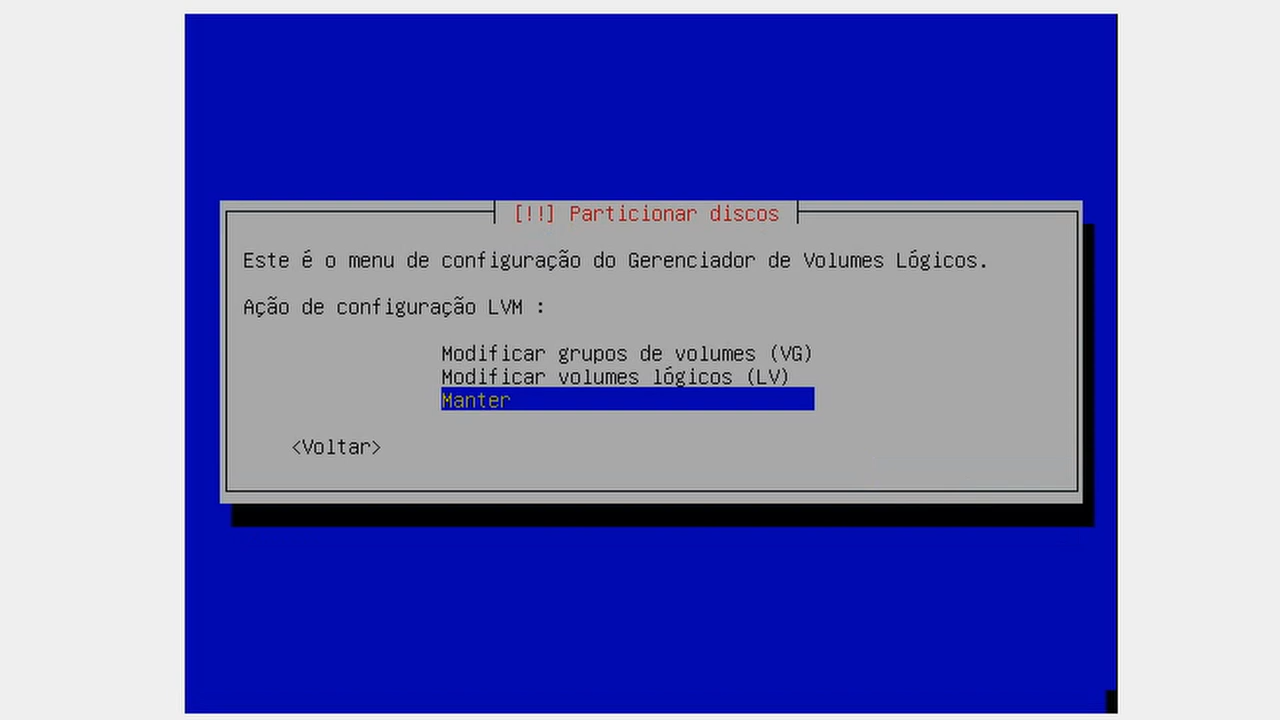 [!!] Particionar discos
Este é o menu de configuração do Gerenciador de Volumes Lógicos.
Ação de configuração LVM :
Modificar grupos de volumes (VG)
Modificar volumes lógicos (LV)
Manter
<Voltar>